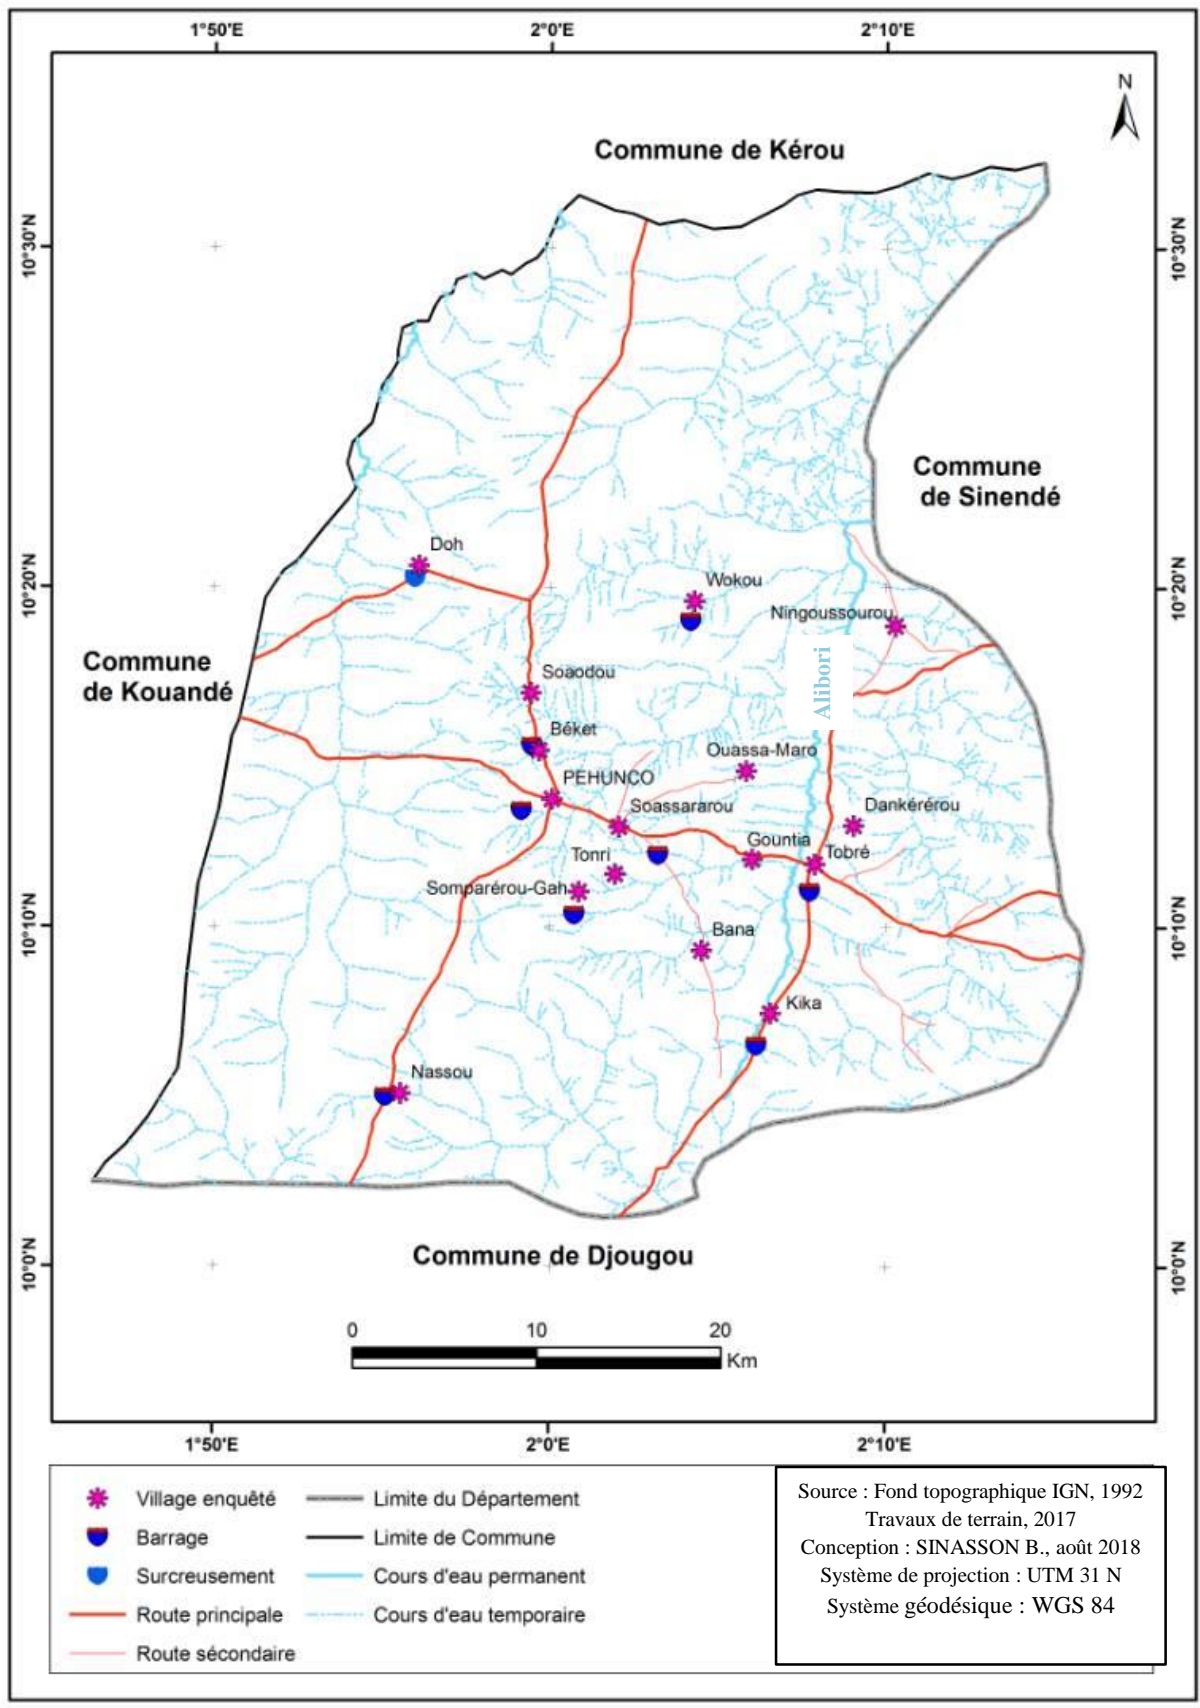 1°50'E
2°0'E
2°10'E
N
Commune de Kérou
10°30'N
10°30'N
Commune
de Sinendé
Doh
10°20'N
Wokou
10°20'N
Ningoussourou
Commune
de Kouandé
Soaodou
Alibori
Béket
Ouassa-Maro
PEHUNCO
Soassararou
Dankérérou
Gountia
Tonri
Tobré
Somparérou-Gah
10°10'N
Bana
10°10'N
Kika
Nassou
Commune de Djougou
10°0'N
10°0'N
0
10
20
Km
1°50'E
2°0'E
2°10'E
Village enquêté
Barrage
Surcreusement
Route principale
Route sécondaire
Limite du Département
Limite de Commune
Cours d'eau permanent
Cours d'eau temporaire
Source : Fond topographique IGN, 1992
Travaux de terrain, 2017
Conception : SINASSON B., août 2018
Système de projection : UTM 31 N
Système géodésique : WGS 84